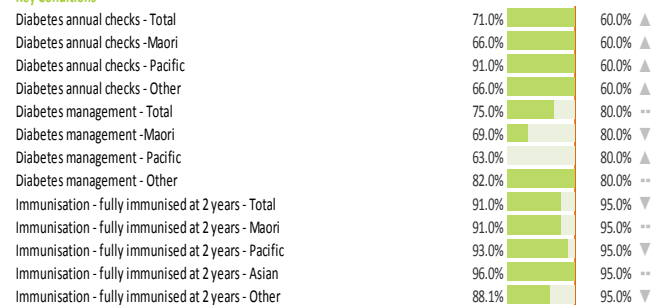 Key Conditions
Diabetes annual checks - Total 71.0% 60.0% ▲
Diabetes annual checks -Maori 66.0% 60.0% ▲
Diabetes annual checks - Pacific 91.0% 60.0% ▲
Diabetes annual checks - Other 66.0% 60.0% ▲
Diabetes management - Total 75.0% 80.0% --
Diabetes management -Maori 69.0% 80.0% ▼
Diabetes management - Pacific 63.0% 80.0% ▲
Diabetes management - Other 82.0% 80.0% --
Immunisation - fully immunised at 2 years - Total 91.0% 95.0% ▼
Immunisation - fully immunised at 2 years - Maori 91.0% 95.0% --
Immunisation - fully immunised at 2 years - Pacific 93.0% 95.0% ▼
Immunisation - fully immunised at 2 years - Asian 96.0% 95.0% --
Immunisation - fully immunised at 2 years - Other 88.1% 95.0% ▼